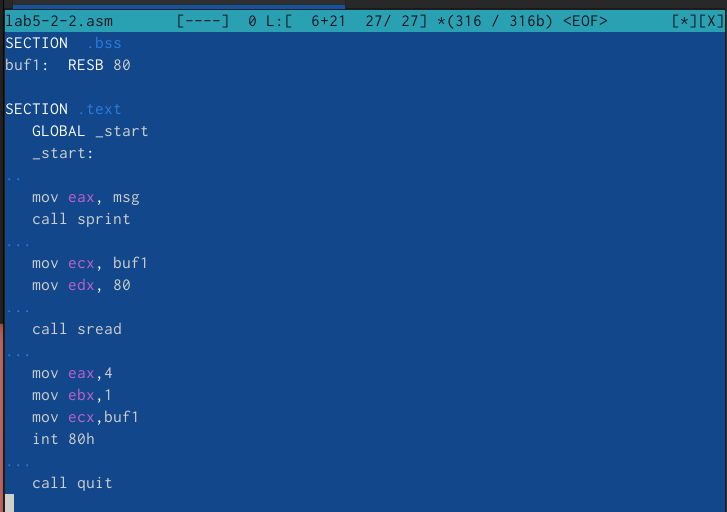 lab5-2-2.asm [----] 0 L:[ 6+21 27/ 27] *(316 / 316b) <EOF> [*][X]
SECTION .bss
buf1: RESB 80
SECTION .text
GLOBAL _start
_start:
..
mov eax, msg
call sprint
...
mov ecx, buf1
mov edx, 80
...
call sread
...
mov eax,4
mov ebx,1
mov ecx,buf1
int 80h
...
call quit